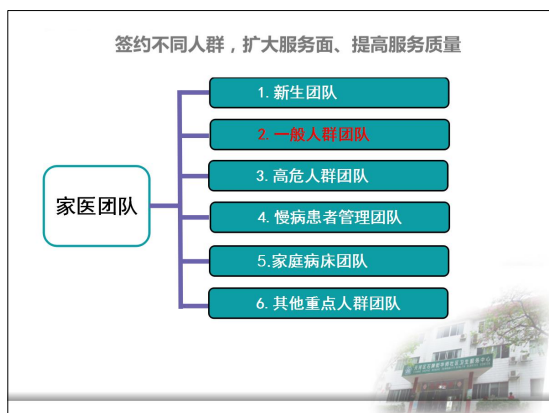 签约不同人群，扩大服务面、提高服务质量
家医团队
1. 新生团队
2. 一般人群团队
3. 高危人群团队
4. 慢病患者管理团队
5.家庭病床团队
6. 其他重点人群团队